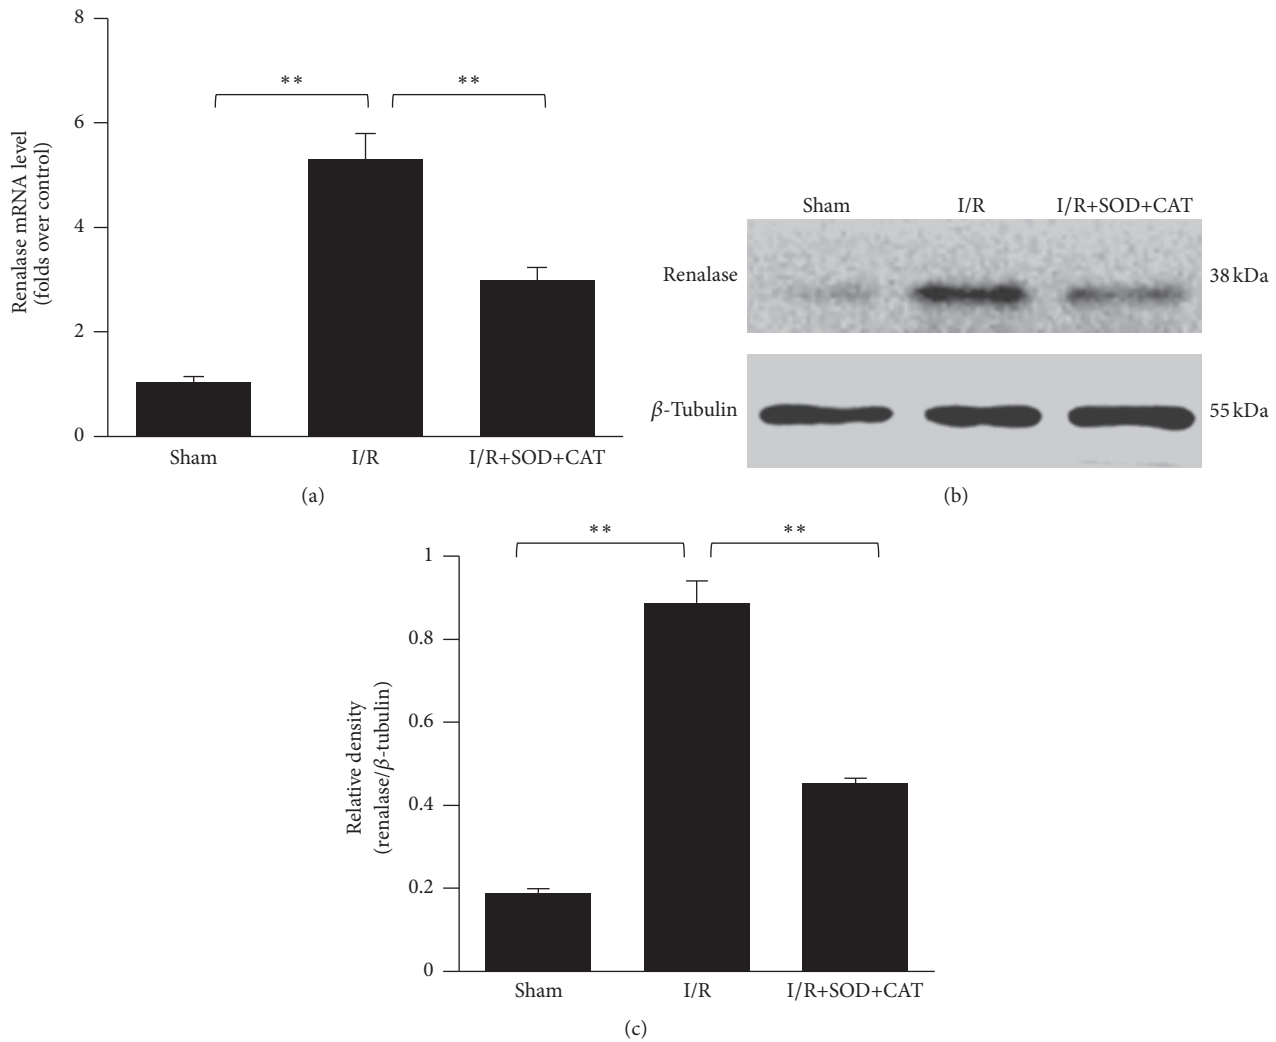 8
6
4
2
0
Renalase mRNA level
(folds over control)
**
**
Sham
I/R
I/R+SOD+CAT
(a)
Sham
I/R
I/R+SOD+CAT
Renalase
38 kDa
β-Tubulin
55 kDa
(b)
1
0.8
0.6
0.4
0.2
0
Relative density
(renalase/β-tubulin)
**
**
Sham
I/R
I/R+SOD+CAT
(c)